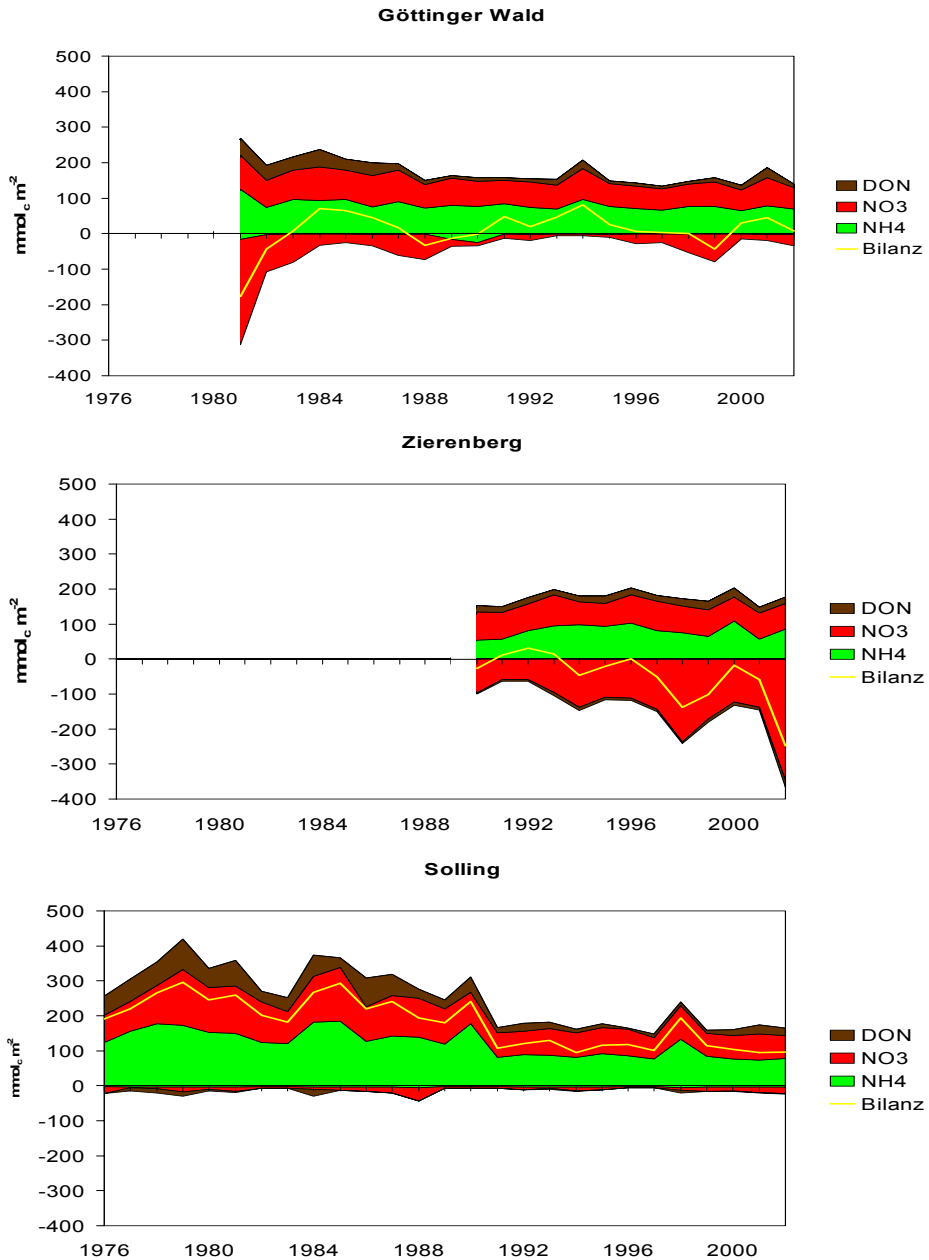 Göttinger Wald
500
400
300
200
100
0
-100
-200
-300
-400
mmolc m-2
1976 1980 1984 1988 1992 1996 2000
DON
NO3
NH4
Bilanz
Zierenberg
500
400
300
200
100
0
-100
-200
-300
-400
mmolc m-2
1976 1980 1984 1988 1992 1996 2000
DON
NO3
NH4
Bilanz
Solling
500
400
300
200
100
0
-100
-200
-300
-400
mmolc m-2
1976 1980 1984 1988 1992 1996 2000
DON
NO3
NH4
Bilanz